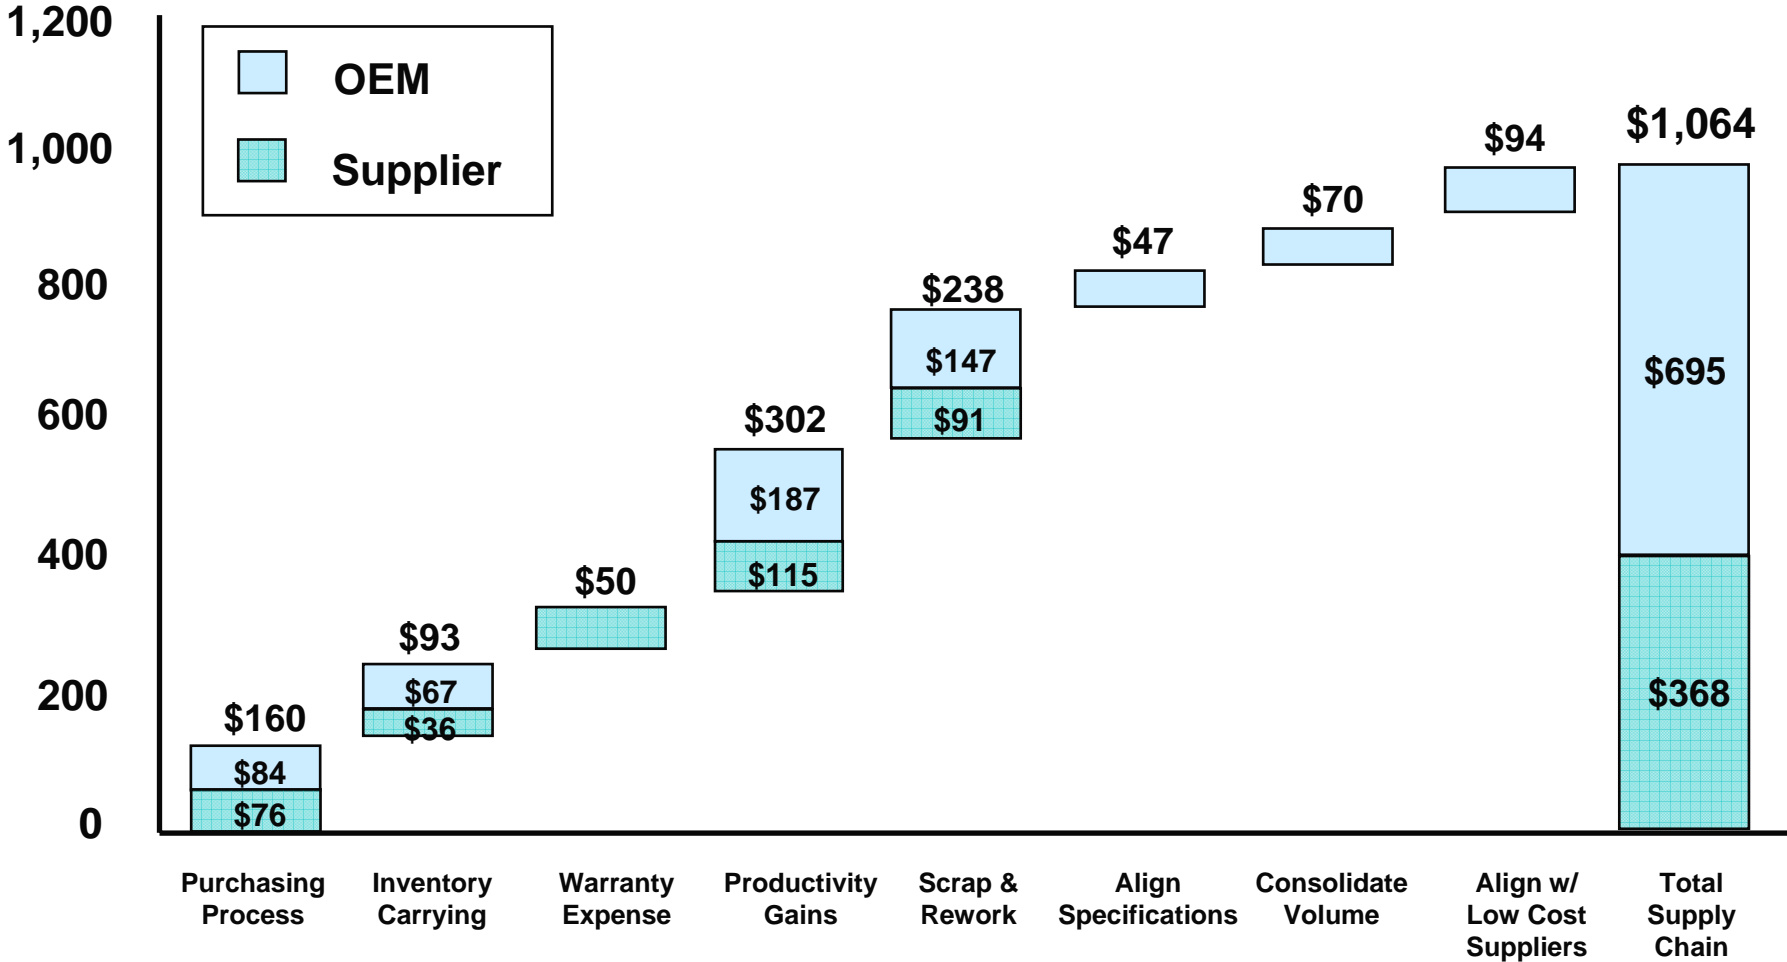 1,200
1,000
800
600
400
200
0
OEM
Supplier
$160
$84
$76
$93
$67
$36
$50
$302
$187
$115
$238
$147
$91
$47
$70
$94
$1,064
$695
$368
Purchasing
Process
Inventory
Carrying
Warranty
Expense
Productivity
Gains
Scrap &
Rework
Align
Specifications
Consolidate
Volume
Align w/
Low Cost
Suppliers
Total
Supply
Chain